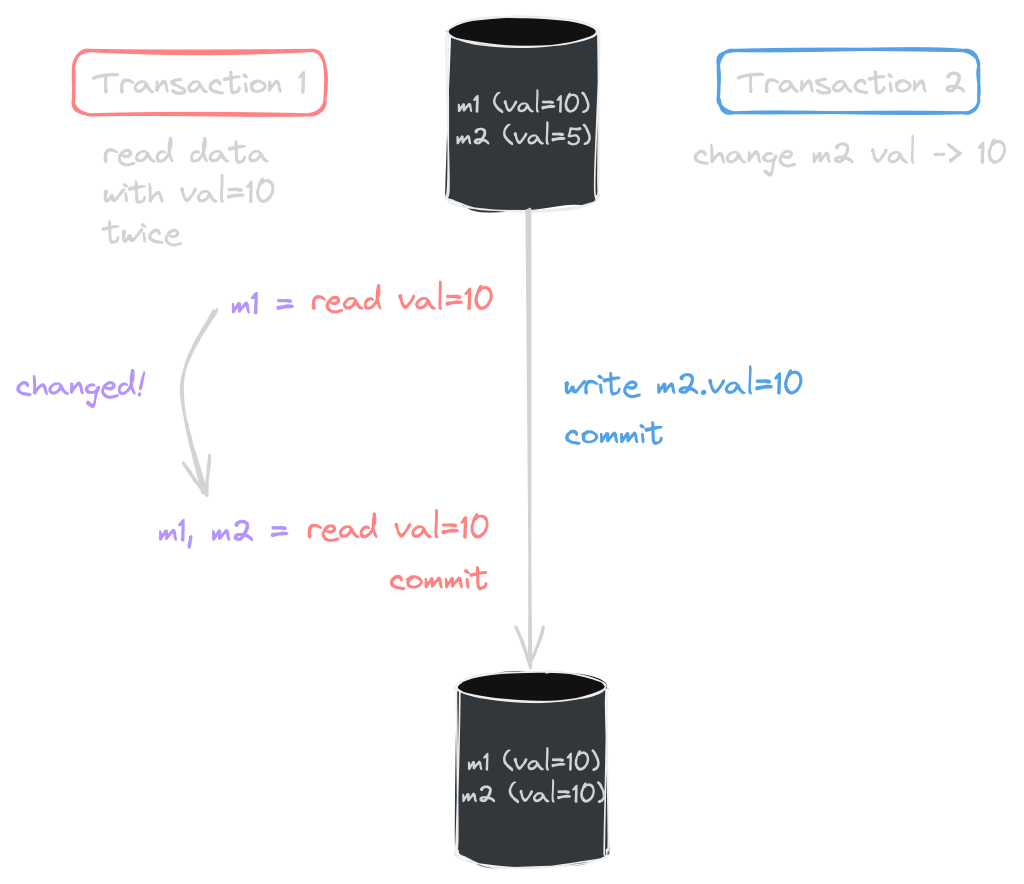 Transaction 1
read data
with val=10
twice
m1 (val=10)
m2 (val=5)
Transaction 2
change m2 val -> 10
m1 = read val=10
changed!
write m2.val=10
commit
m1, m2 = read val=10
commit
m1 (val=10)
m2 (val=10)